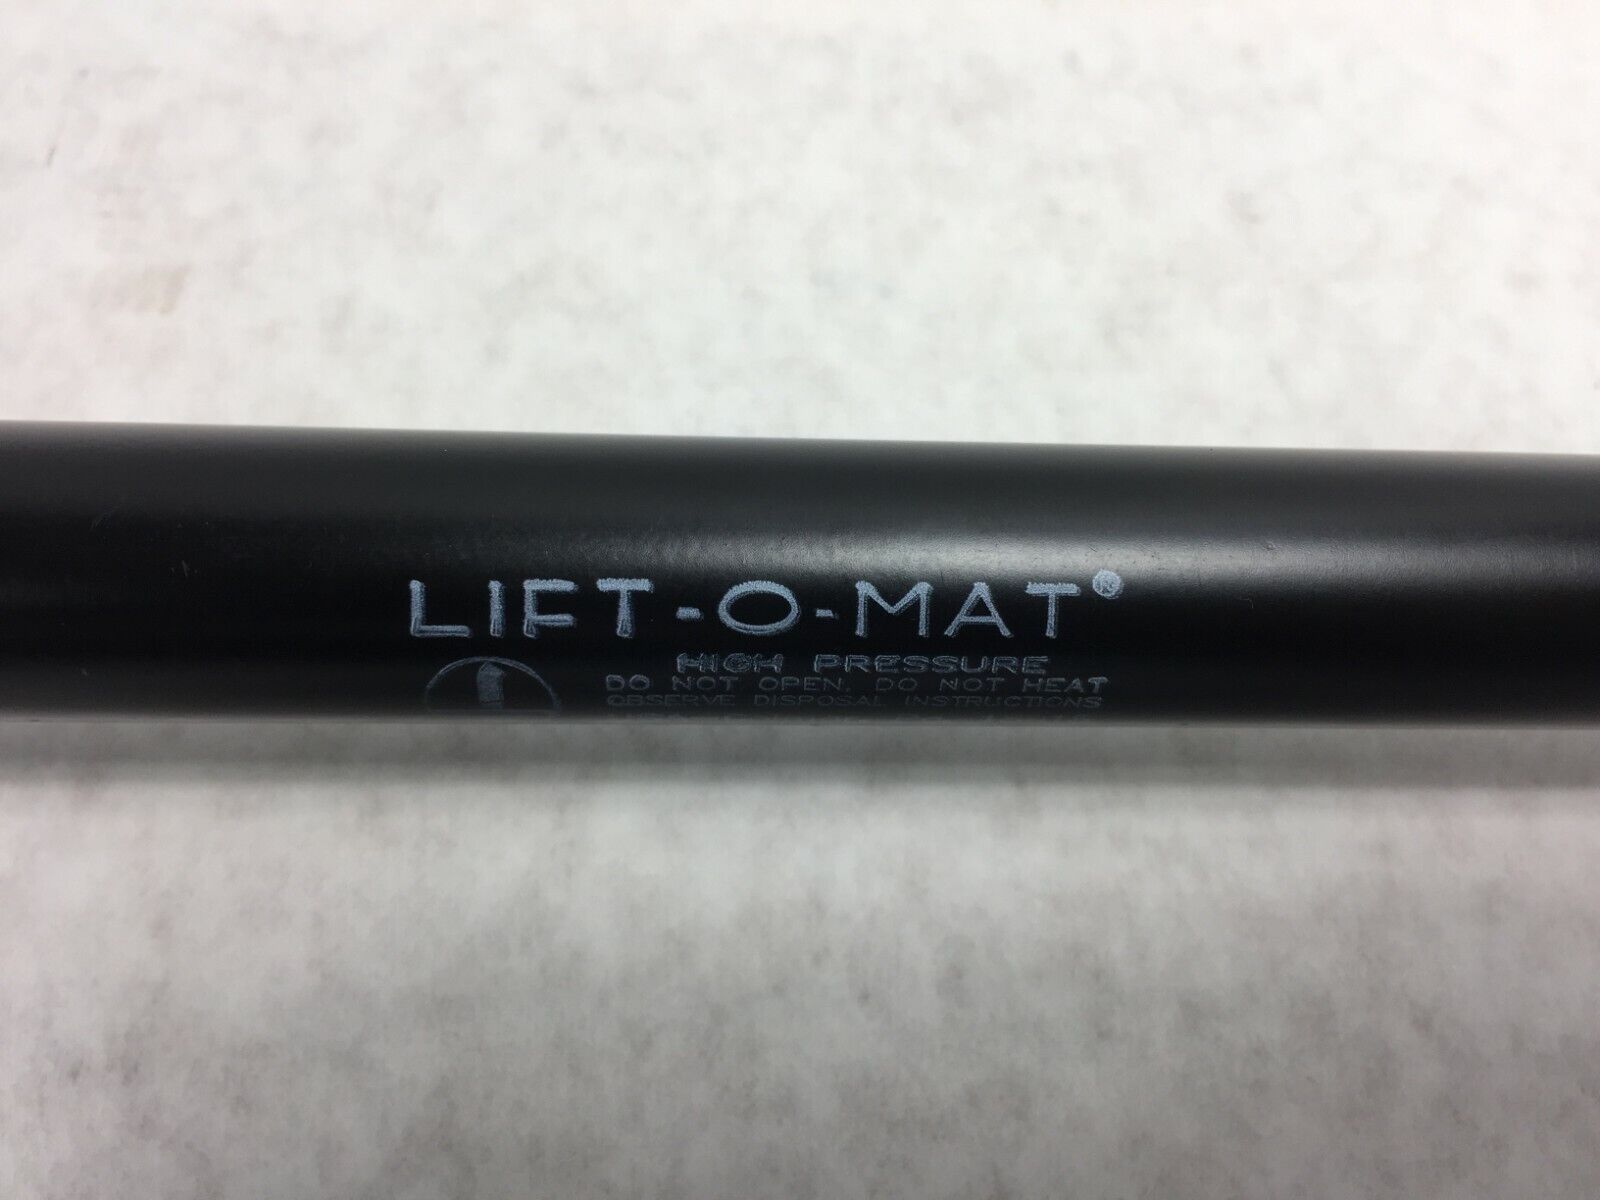 LIFT-O-MAT®
HIGH PRESSURE
DO NOT OPEN. DO NOT HEAT
OBSERVE DISPOSAL INSTRUCTIONS